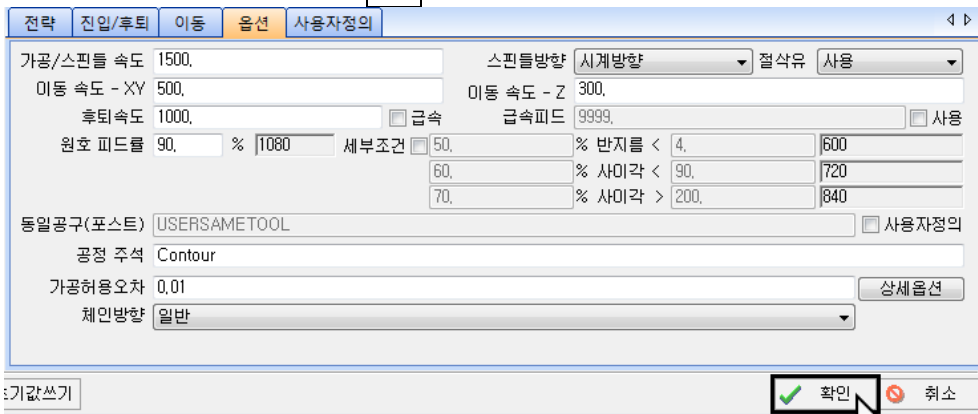 전략 진입/후퇴 이동 옵션 사용자정의
가공/스핀들 속도 1500, 스핀들방향 시계방향 절삭유 사용
이동 속도 - XY 500, 이동 속도 - Z 300,
후퇴속도 1000, 급속 급속피드 9999, 사용
원호 피드률 90, % 1080 세부조건 50, % 반지름 < 4, 600
60, % 사이각 < 90, 720
70, % 사이각 > 200, 840
동일공구(포스트) USERSAMETOOL 사용자정의
공정 주석 Contour
가공허용오차 0,01 상세옵션
체인방향 일반
기값쓰기 확인 취소